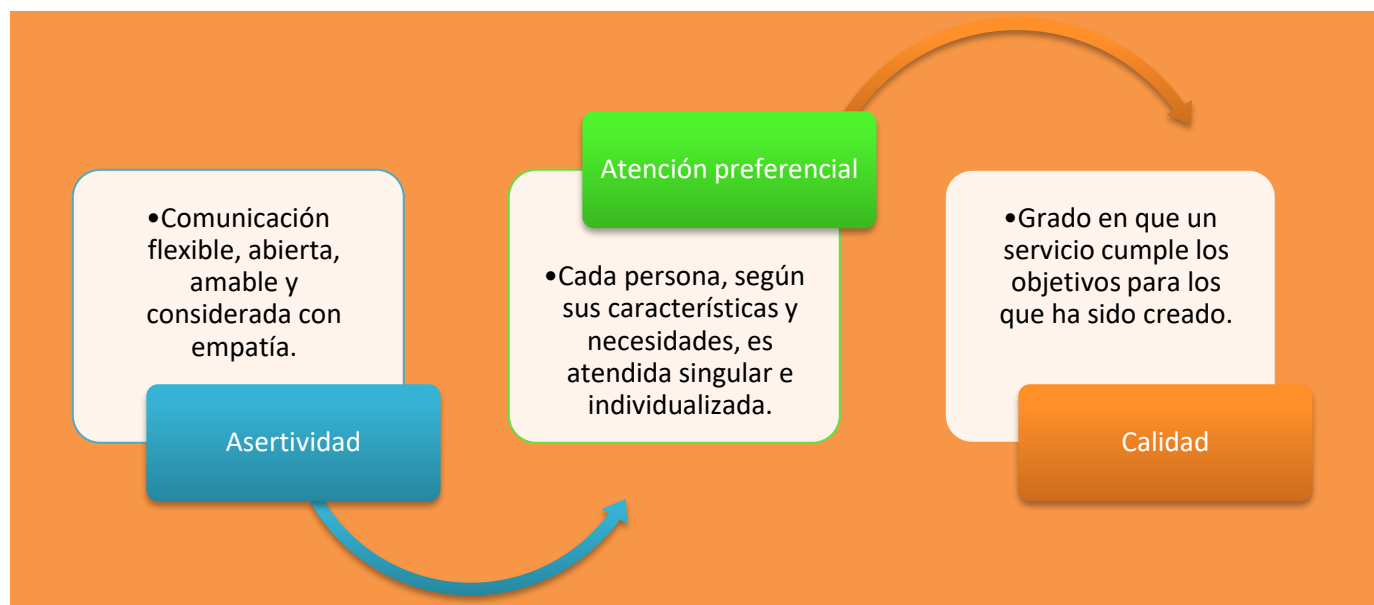 •Comunicación
flexible, abierta,
amable y
considerada con
empatía.
Asertividad
Atención preferencial
•Cada persona, según
sus características y
necesidades, es
atendida singular e
individualizada.
•Grado en que un
servicio cumple los
objetivos para los
que ha sido creado.
Calidad